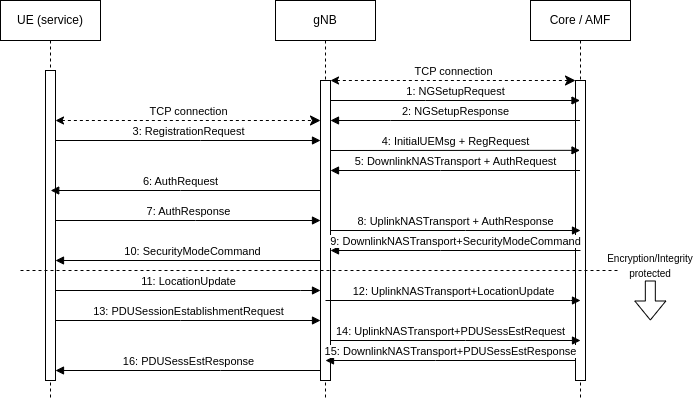 UE (service)
gNB
Core / AMF
TCP connection
1: NGSetupRequest
TCP connection
2: NGSetupResponse
3: RegistrationRequest
4: InitialUEMsg + RegRequest
5: DownlinkNASTransport + AuthRequest
6: AuthRequest
7: AuthResponse
8: UplinkNASTransport + AuthResponse
9: DownlinkNASTransport+SecurityModeCommand
10: SecurityModeCommand
Encryption/Integrity
protected
11: LocationUpdate
12: UplinkNASTransport+LocationUpdate
13: PDUSessionEstablishmentRequest
14: UplinkNASTransport+PDUSessEstRequest
15: DownlinkNASTransport+PDUSessEstResponse
16: PDUSessEstResponse